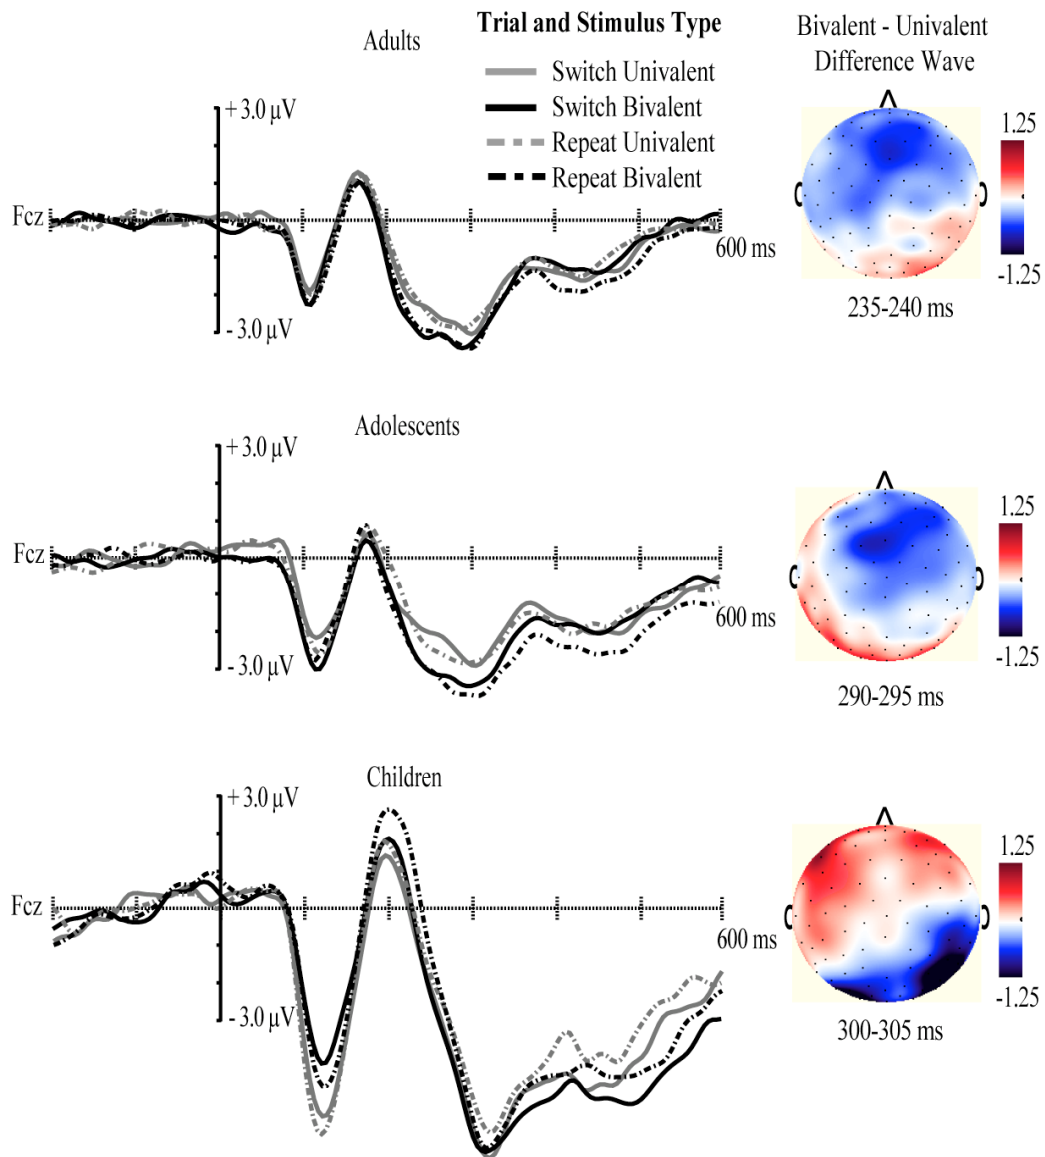 Adults
Trial and Stimulus Type
Switch Univalent
Switch Bivalent
Repeat Univalent
Repeat Bivalent
Bivalent - Univalent
Difference Wave
+ 3.0 µV
Fcz
- 3.0 µV
600 ms
1.25
-1.25
235-240 ms
Adolescents
+ 3.0 µV
Fcz
- 3.0 µV
600 ms
1.25
-1.25
290-295 ms
Children
+ 3.0 µV
Fcz
- 3.0 µV
600 ms
1.25
-1.25
300-305 ms